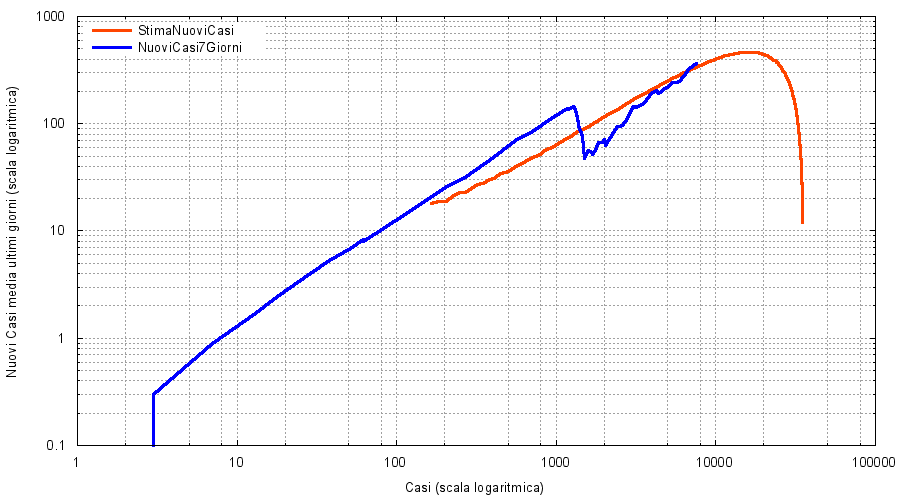 1000
StimaNuoviCasi
NuoviCasi7Giorni
100
10
1
0.1
Nuovi Casi media ultimi giorni (scala logaritmica)
1 10 100 1000 10000 100000
Casi (scala logaritmica)